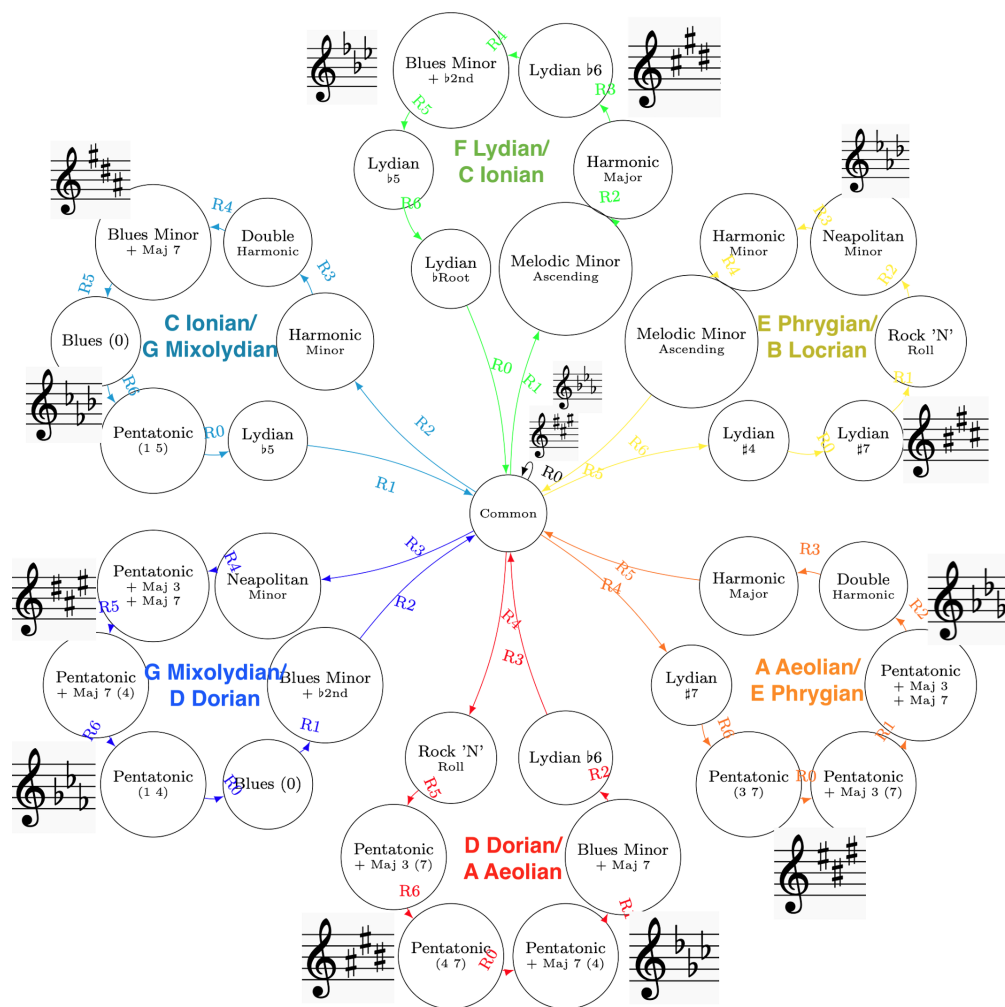 Blues Minor
+ ♭2nd
R4
Lydian ♭6
R3
R5
Lydian
♭5
F Lydian/
C Ionian
Harmonic
Major
R2
R6
Lydian
♭Root
Melodic Minor
Ascending
R0
R1
Blues Minor
+ Maj 7
R4
Double
Harmonic
R3
R5
Blues (0)
C Ionian/
G Mixolydian
Harmonic
Minor
R6
Pentatonic
(1 5)
R0
Lydian
♭5
R2
R1
Harmonic
Minor
R3
Neapolitan
Minor
R4
R2
Melodic Minor
Ascending
E Phrygian/
B Locrian
Rock 'N'
Roll
R1
Lydian
♯4
R0
Lydian
♯7
R6
R5
R0
Common
Pentatonic
+ Maj 3
+ Maj 7
R4
Neapolitan
Minor
R3
R5
R2
Pentatonic
+ Maj 7 (4)
G Mixolydian/
D Dorian
Blues Minor
+ ♭2nd
R6
R1
Pentatonic
(1 4)
R0
Blues (0)
R4
R3
Rock 'N'
Roll
Lydian ♭6
R2
R5
Pentatonic
+ Maj 3 (7)
D Dorian/
A Aeolian
Blues Minor
+ Maj 7
R6
R1
Pentatonic
(4 7)
R0
Pentatonic
+ Maj 7 (4)
R5
R4
Harmonic
Major
R3
Double
Harmonic
R2
Lydian
♯7
A Aeolian/
E Phrygian
Pentatonic
+ Maj 3
+ Maj 7
R6
R1
Pentatonic
(3 7)
R0
Pentatonic
+ Maj 3 (7)